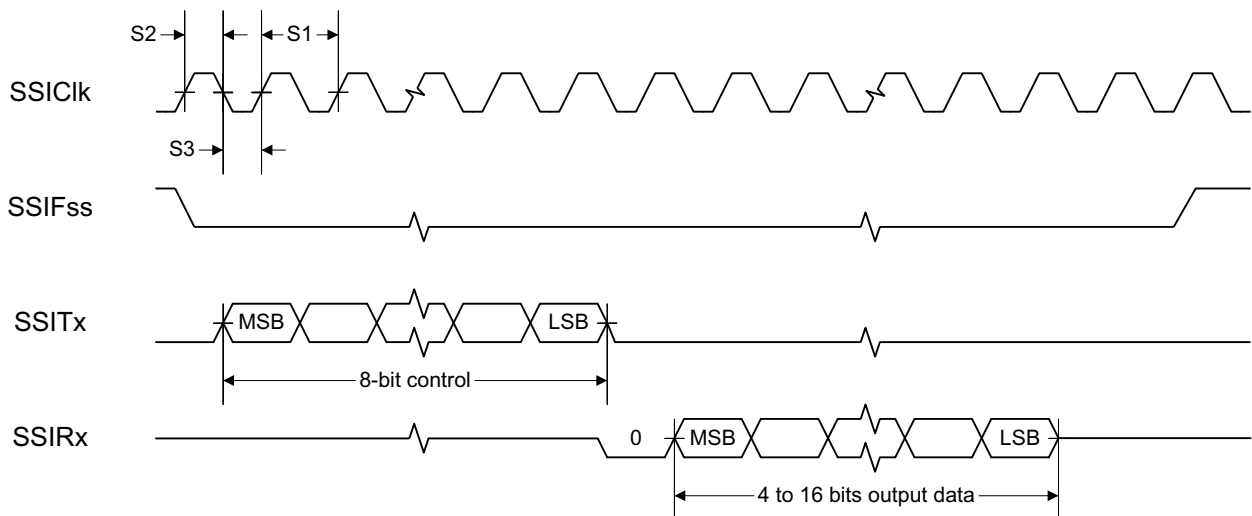 S2
S1
SSIClk
S3
SSIFss
SSITx
MSB
LSB
8-bit control
SSIRx
0
MSB
LSB
4 to 16 bits output data